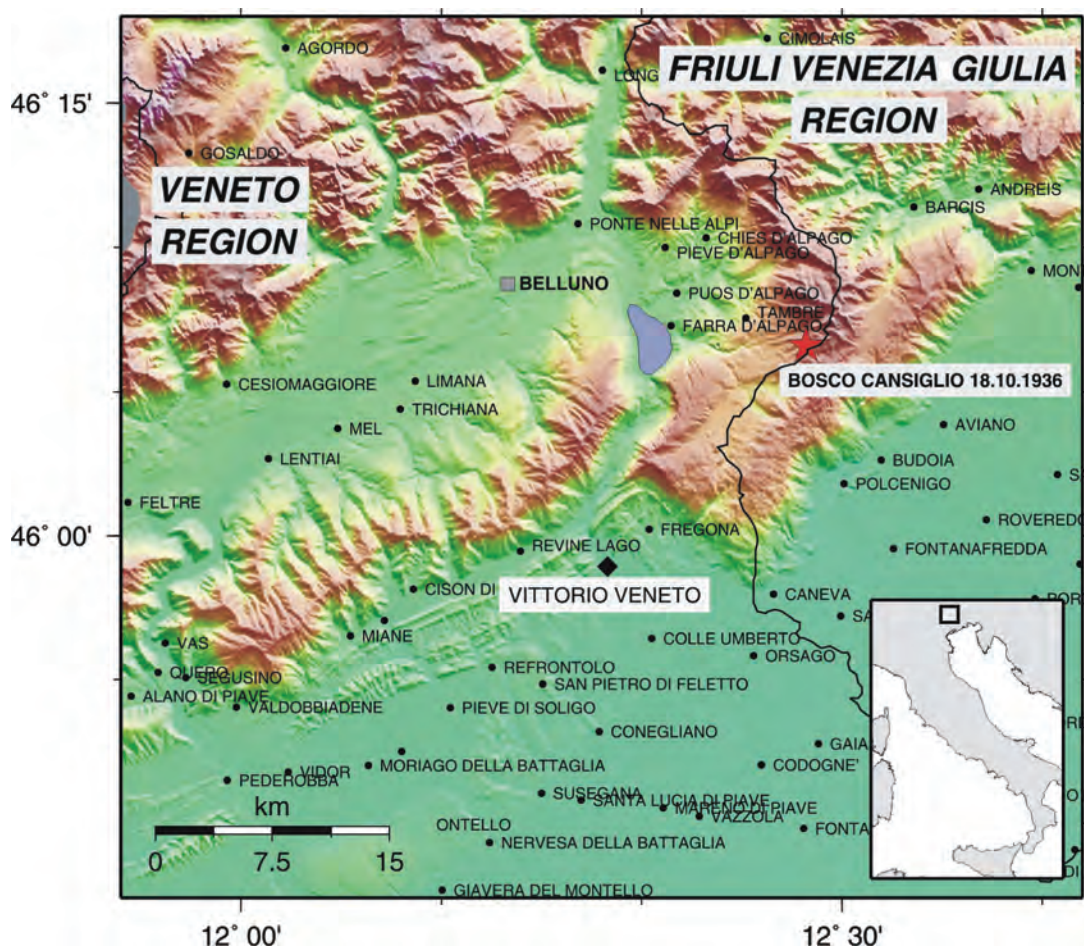 AGORDO
CIMOLAIS
LONG
FRIULI VENEZIA GIULIA
REGION
46° 15'
GOSALDO
VENETO
REGION
ANDREIS
BARCIS
PONTE NELLE ALPI
CHIES D'ALPAGO
PIEVE D'ALPAGO
MON
BELLUNO
PUOS D'ALPAGO
TAMBRE
FARRA D'ALPAGO
BOSCO CANSIGLIO 18.10.1936
CESIOMAGGIORE
LIMANA
TRICHIANA
MEL
AVIANO
LENTIAI
BUDOIA
POLCENIGO
S
FELTRE
ROVEREDO
46° 00'
FREGONA
REVINE LAGO
FONTANAFREDDA
CISON DI
VITTORIO VENETO
CANEVA
POR
SA
MIANE
COLLE UMBERTO
VAS
ORSAGO
QUERO
SEGUSINO
REFRONTOLO
SAN PIETRO DI FELETTO
ALANO DI PIAVE
VALDOBBIADENE
PIEVE DI SOLIGO
CONEGLIANO
RE
GAIA
MORIAGO DELLA BATTAGLIA
CODOGNE'
VIDOR
PEDEROBBA
SUSEGANA
SANTA LUCIA DI PIAVE
MARENO DI PIAVE
VAZZOLA
O
km
ONTELLO
FONTA
NERVESA DELLA BATTAGLIA
0 7.5 15
DI
GIAVERA DEL MONTELLO
12° 00' 12° 30'